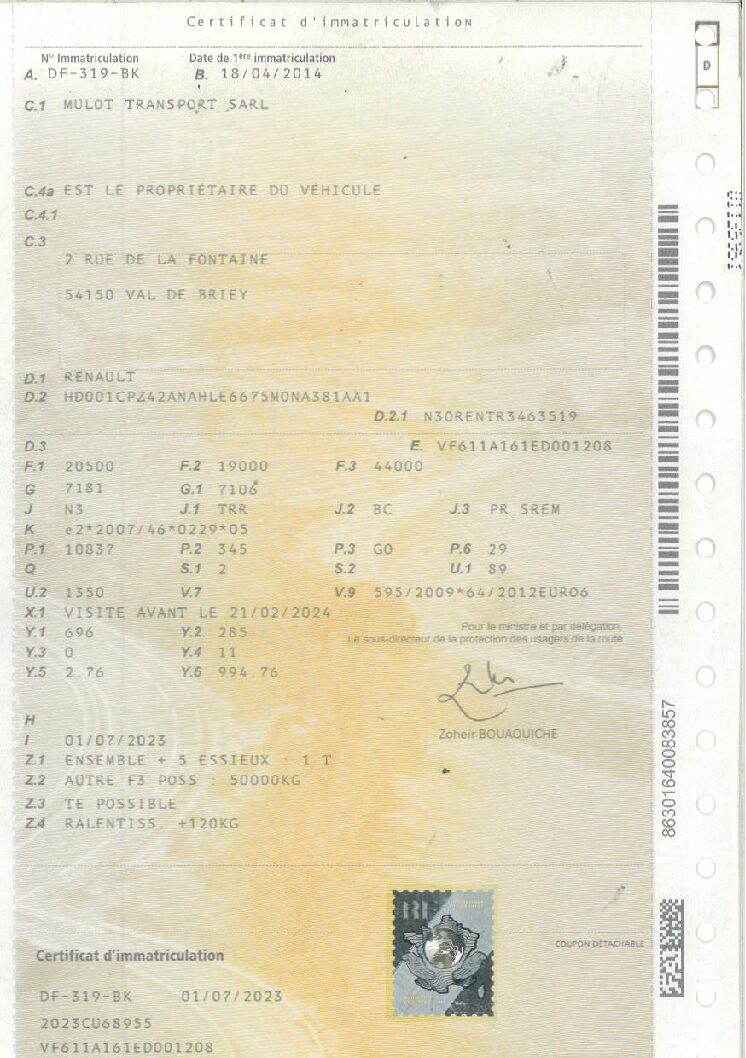 Certificat d'immatriculation
N° Immatriculation Date de 1ère immatriculation
A. DF-319-BK B. 18/04/2014
D
C.1 MULOT TRANSPORT SARL
C.4a EST LE PROPRIÉTAIRE DU VÉHICULE
C.4.1
C.3
2 RUE DE LA FONTAINE
54150 VAL DE BRIEY
D.1 RENAULT
D.2 HD001CPZ42ANAHLE6675M0NA381AA1
D.2.1 N30RENTR3463519
D.3 E. VF611A161ED001208
F.1 20500 F.2 19000 F.3 44000
G 7181 G.1 7106
J N3 J.1 TRR J.2 BC J.3 PR SREM
K e2*2007/46*0229*05
P.1 10837 P.2 345 P.3 GO P.6 29
Q S.1 2 S.2 U.1 89
U.2 1350 V.7 V.9 595/2009*64/2012EURO6
X.1 VISITE AVANT LE 21/02/2024
Y.1 696 Y.2 285
Pour le ministre et par délégation,
Le sous-directeur de la protection des usagers de la route
Y.3 0 Y.4 11
Y.5 2.76 Y.6 994.76
H
Zoheir BOUAOUICHE
I 01/07/2023
Z.1 ENSEMBLE + 5 ESSIEUX : 1 T
Z.2 AUTRE F3 POSS : 50000KG
Z.3 TE POSSIBLE
Z.4 RALENTISS. +120KG
86301640083857
RF
COUPON DÉTACHABLE
Certificat d'immatriculation
DF-319-BK 01/07/2023
2023CU68955
VF611A161ED001208